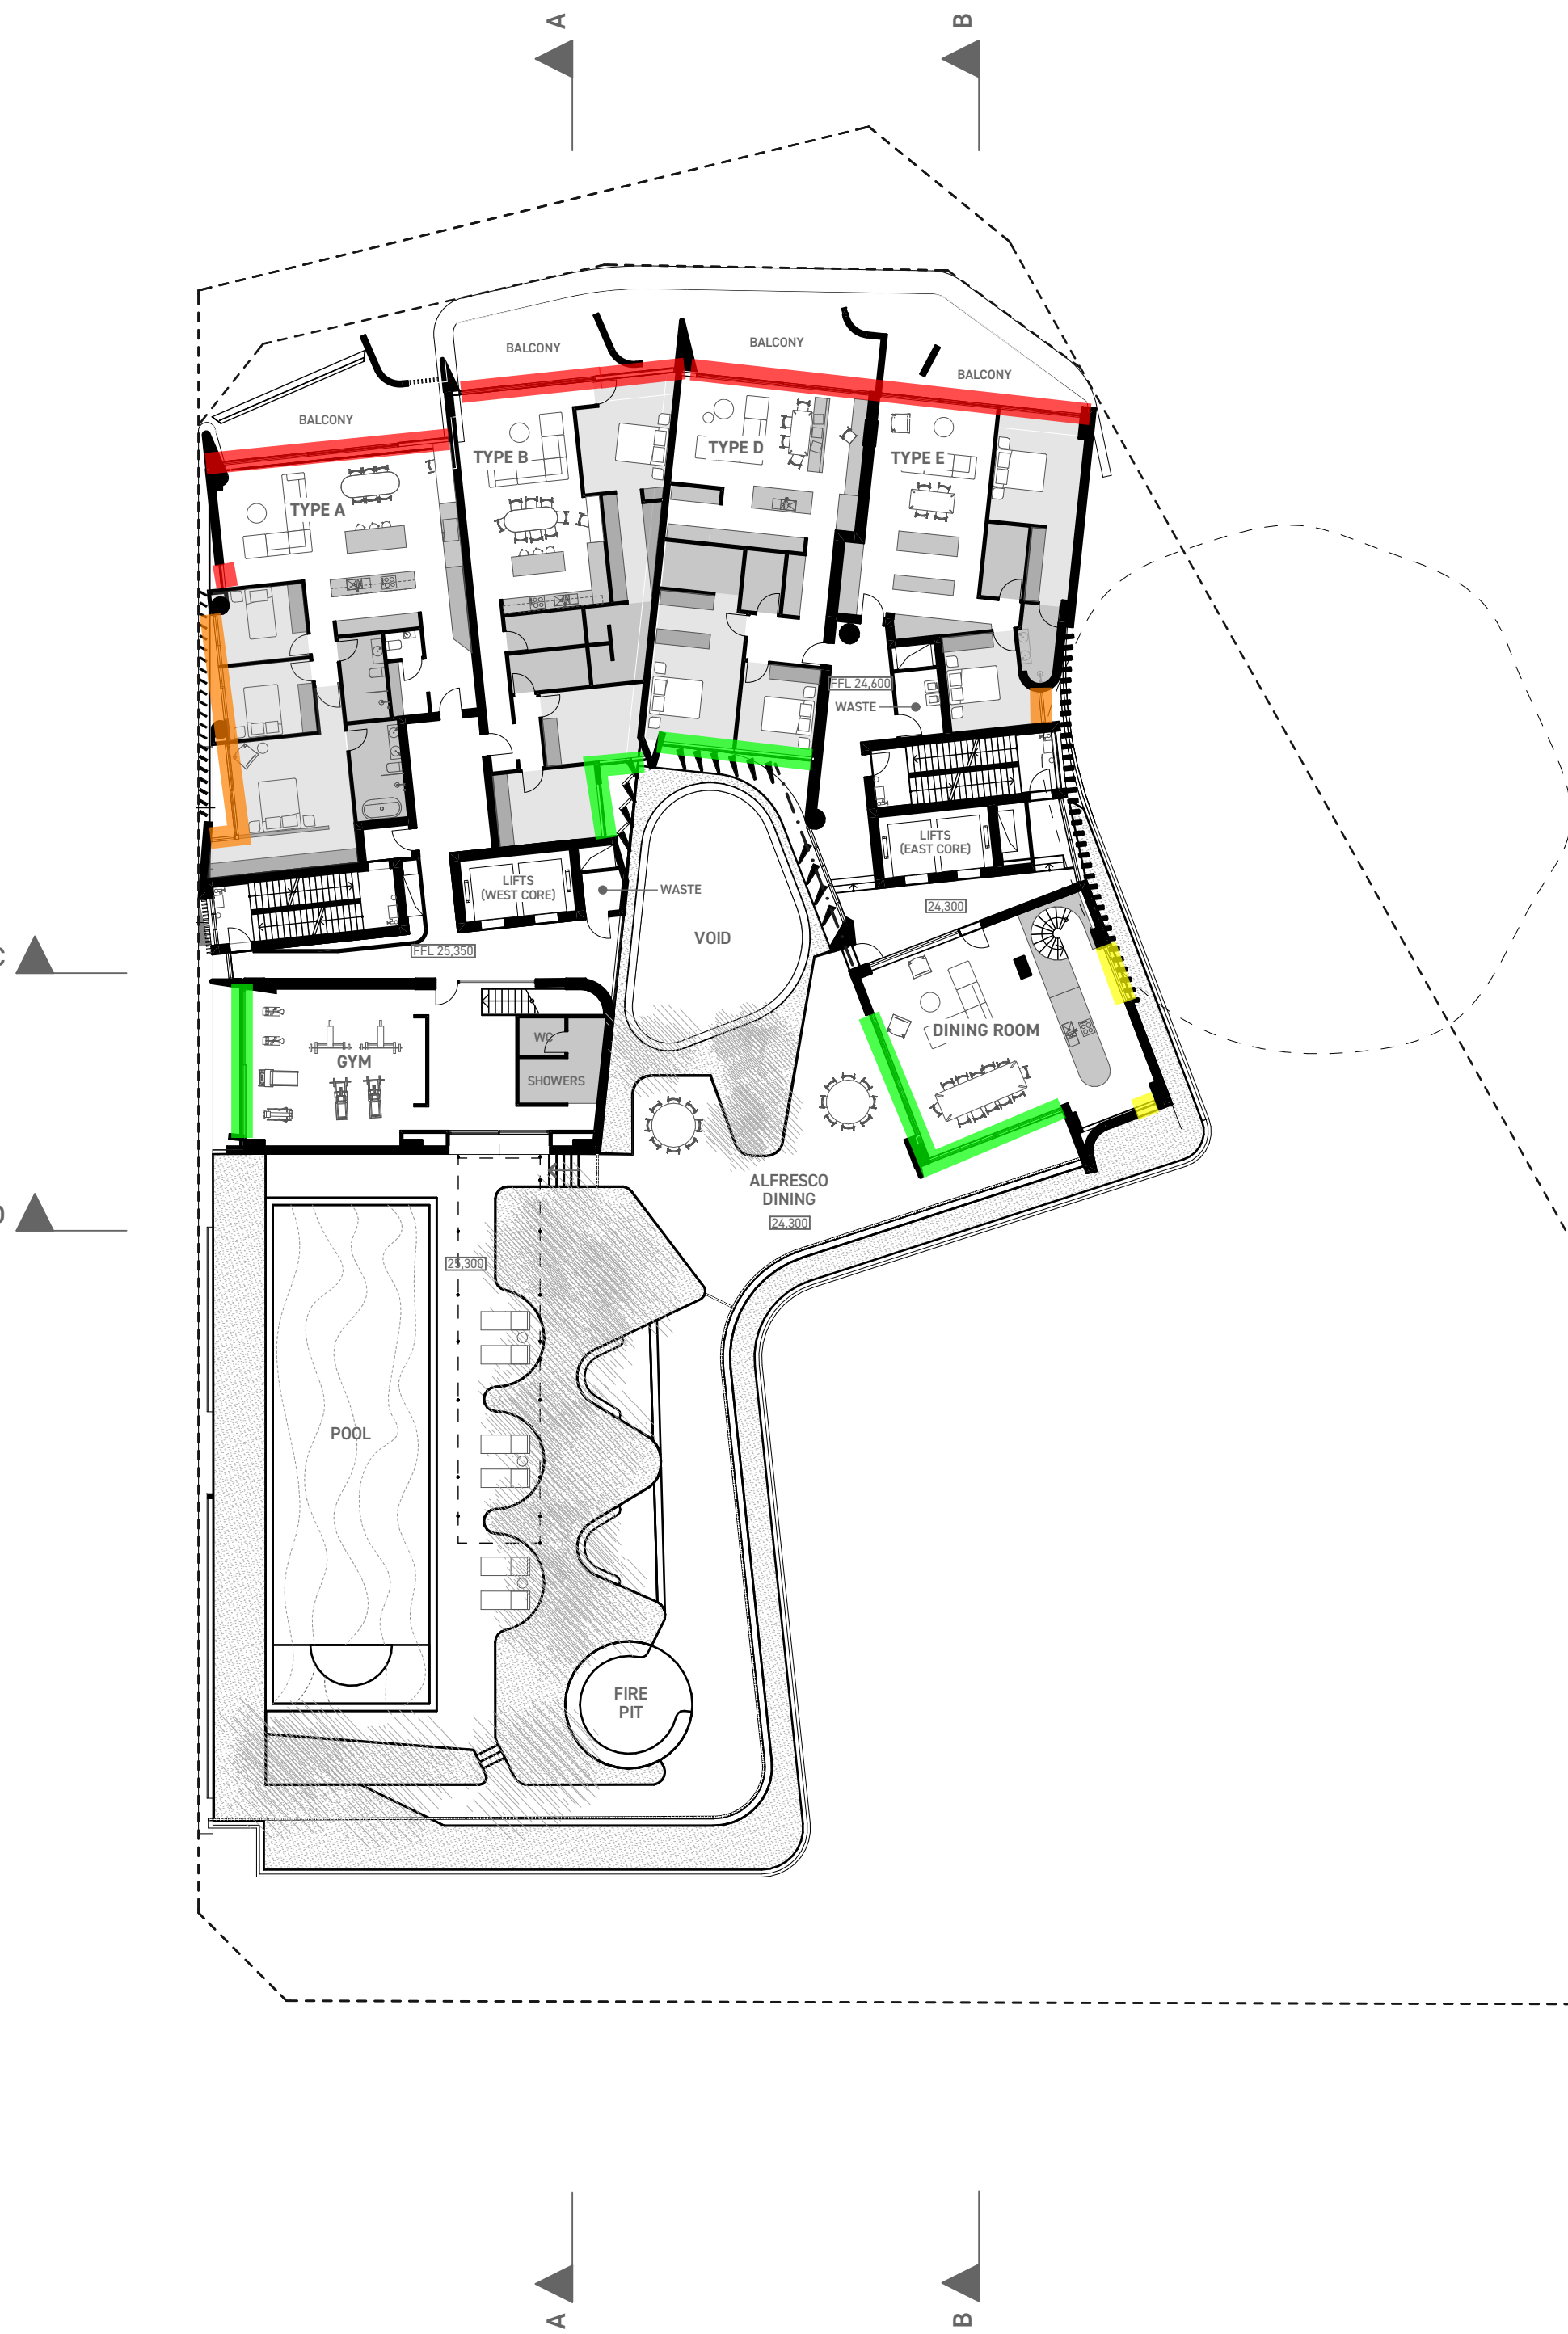 A
B
BALCONY
BALCONY
BALCONY
BALCONY
TYPE D
TYPE B
TYPE E
TYPE A
FFL 24,600
WASTE
LIFTS
(EAST CORE)
LIFTS
(WEST CORE)
WASTE
24,300
VOID
FFL 25,350
C
DINING ROOM
WC
GYM
SHOWERS
ALFRESCO
DINING
24,300
D
25,300
POOL
FIRE
PIT
A
B